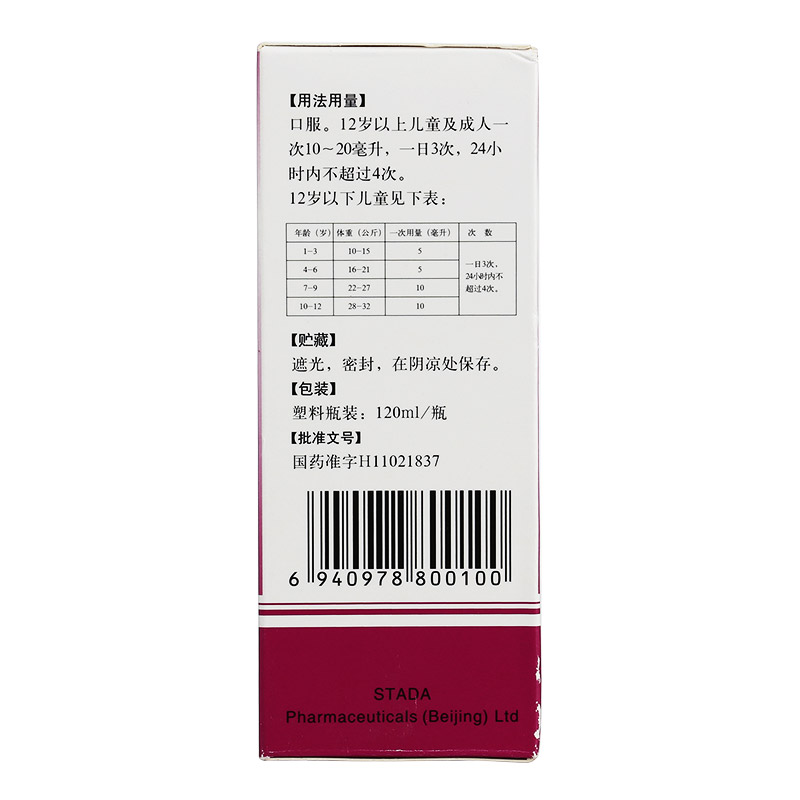 【用法用量】
口服。12岁以上儿童及成人一
次10～20毫升，一日3次，24小
时内不超过4次。
12岁以下儿童见下表：
年龄（岁） 体重（公斤） 一次用量（毫升） 次 数
1−3 10−15 5
4−6 16−21 5
7−9 22−27 10
10−12 28−32 10
一日3次，
24小时内不
超过4次。
【贮藏】
遮光，密封，在阴凉处保存。
【包装】
塑料瓶装：120ml/瓶
【批准文号】
国药准字H11021837
6 940978 800100
STADA
Pharmaceuticals (Beijing) Ltd